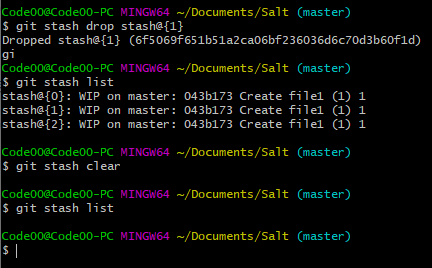 Code00@Code00-PC MINGW64 ~/Documents/Salt (master)
$ git stash drop stash@{1}
Dropped stash@{1} (6f5069f651b51a2ca06bf236036d6c70d3b60f1d)
gi
Code00@Code00-PC MINGW64 ~/Documents/Salt (master)
$ git stash list
stash@{0}: WIP on master: 043b173 Create file1 (1) 1
stash@{1}: WIP on master: 043b173 Create file1 (1) 1
stash@{2}: WIP on master: 043b173 Create file1 (1) 1
Code00@Code00-PC MINGW64 ~/Documents/Salt (master)
$ git stash clear
Code00@Code00-PC MINGW64 ~/Documents/Salt (master)
$ git stash list
Code00@Code00-PC MINGW64 ~/Documents/Salt (master)
$